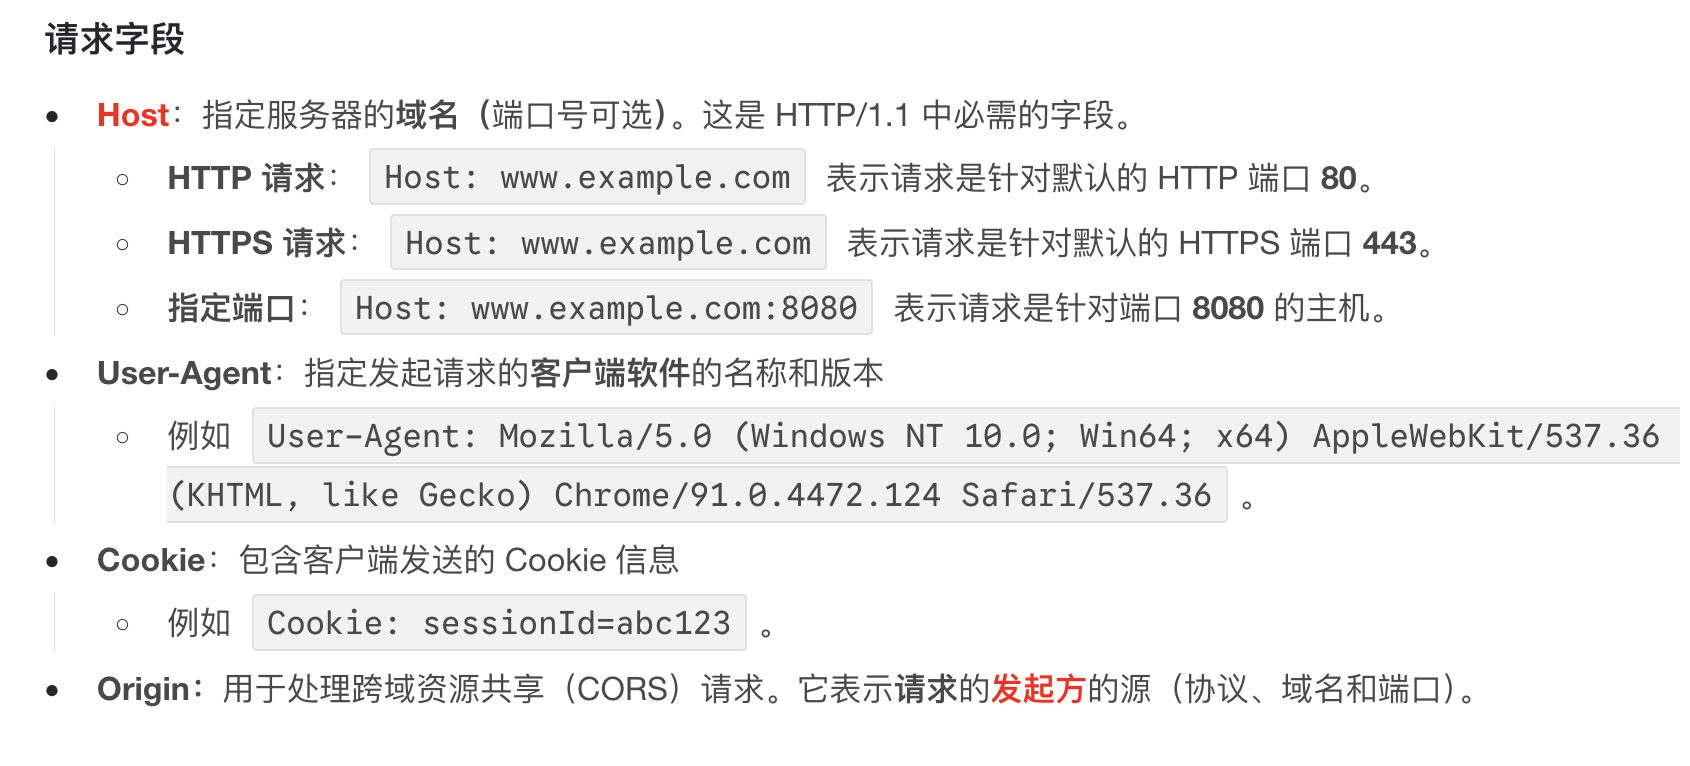 请求字段
Host：指定服务器的域名（端口号可选）。这是 HTTP/1.1 中必需的字段。
HTTP 请求： Host: www.example.com 表示请求是针对默认的 HTTP 端口 80。
HTTPS 请求： Host: www.example.com 表示请求是针对默认的 HTTPS 端口 443。
指定端口： Host: www.example.com:8080 表示请求是针对端口 8080 的主机。
User-Agent：指定发起请求的客户端软件的名称和版本
例如 User-Agent: Mozilla/5.0 (Windows NT 10.0; Win64; x64) AppleWebKit/537.36
(KHTML, like Gecko) Chrome/91.0.4472.124 Safari/537.36 。
Cookie：包含客户端发送的 Cookie 信息
例如 Cookie: sessionId=abc123 。
Origin：用于处理跨域资源共享（CORS）请求。它表示请求的发起方的源（协议、域名和端口）。